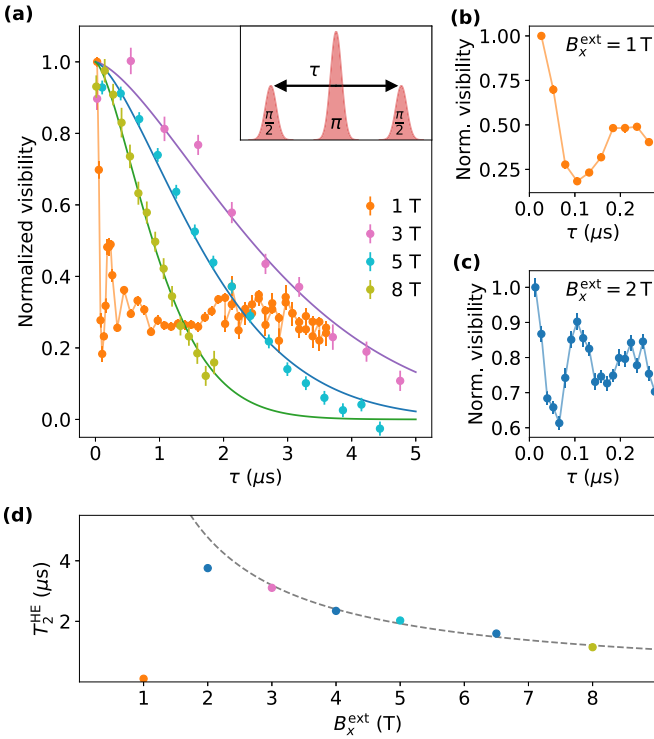 (a)
Normalized visibility
1.0
0.8
0.6
0.4
0.2
0.0
0
1
2
3
4
5
τ (μs)
τ
π/2
π
π/2
1 T
3 T
5 T
8 T
(b)
Norm. visibility
1.00
0.75
0.50
0.25
B_x^ext = 1 T
0.0
0.1
0.2
τ (μs)
(c)
Norm. visibility
1.0
0.9
0.8
0.7
0.6
B_x^ext = 2 T
0.0
0.1
0.2
τ (μs)
(d)
T_2^HE (μs)
4
2
1
2
3
4
5
6
7
8
B_x^ext (T)